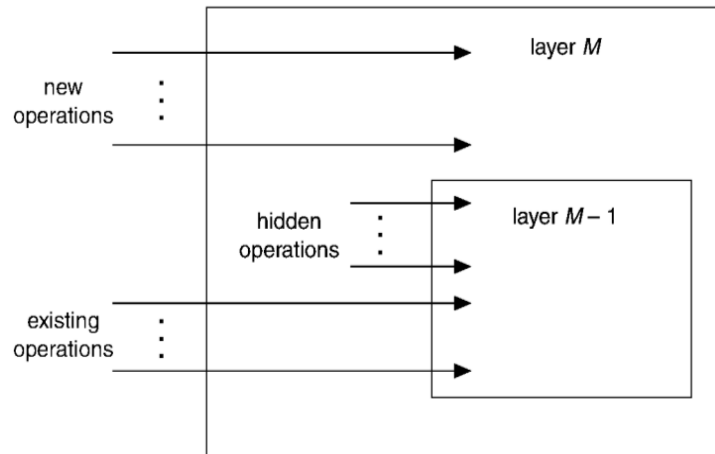 layer M
new
operations
layer M – 1
hidden
operations
existing
operations